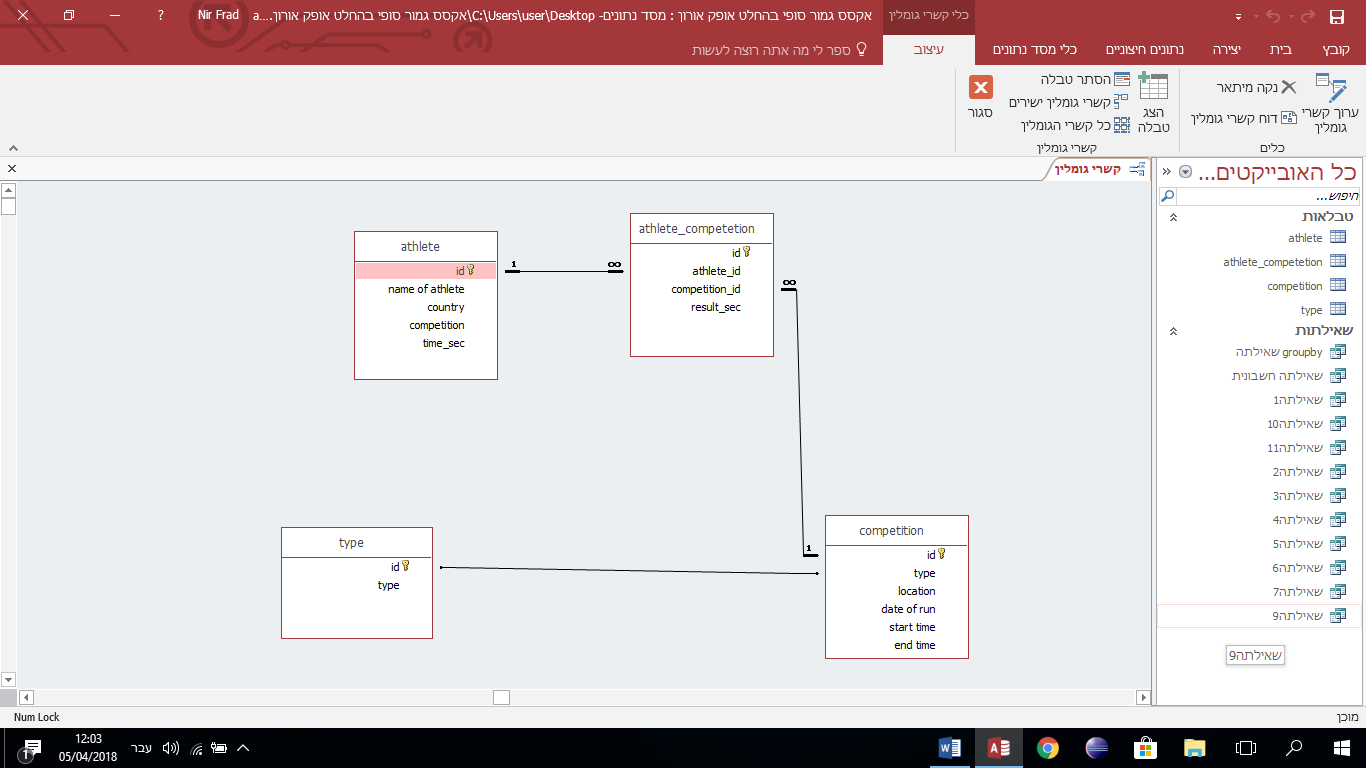 אקסס גמור סופי בהחלט אופק אורוך : מסד נתונים- C:\Users\user\Desktop\אקסס גמור סופי בהחלט אופק אורוך.a...
כלי קשרי גומלין
Nir Frad
קובץ
בית
יצירה
נתונים חיצוניים
כלי מסד נתונים
עיצוב
ספר לי מה אתה רוצה לעשות
ערוך קשרי גומלין
נקה מיתאר
דוח קשרי גומלין
כלים
הצג טבלה
הסתר טבלה
קשרי גומלין ישירים
כל קשרי הגומלין
קשרי גומלין
סגור
כל האובייקטים...
חיפוש...
טבלאות
athlete
athlete_competetion
competition
type
שאילתות
groupby שאילתה
שאילתה חשבונית
שאילתה1
שאילתה10
שאילתה11
שאילתה2
שאילתה3
שאילתה4
שאילתה5
שאילתה6
שאילתה7
שאילתה9
שאילתה9
קשרי גומלין
athlete
id
name of athlete
country
competition
time_sec
1
∞
athlete_competetion
id
athlete_id
competition_id
result_sec
∞
1
type
id
type
competition
id
type
location
date of run
start time
end time
מוכן
Num Lock
12:03
05/04/2018
עבר
1